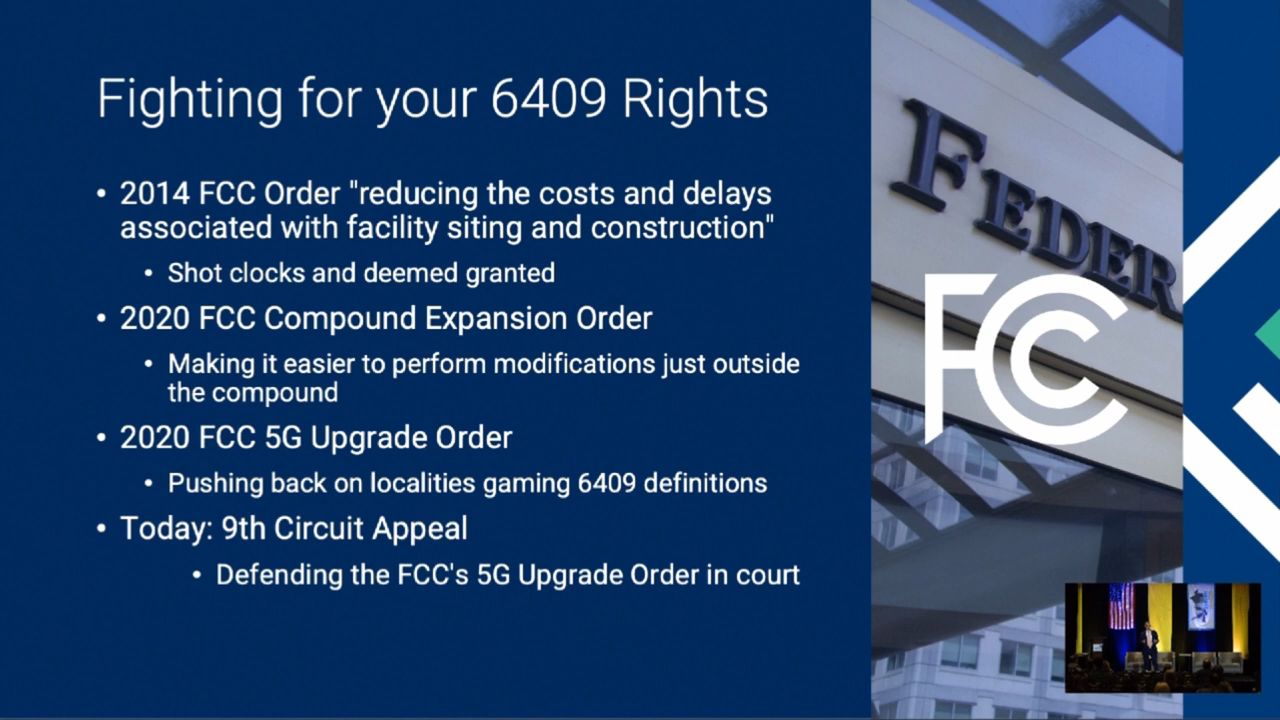 Fighting for your 6409 Rights
• 2014 FCC Order "reducing the costs and delays
associated with facility siting and construction"
• Shot clocks and deemed granted
• 2020 FCC Compound Expansion Order
• Making it easier to perform modifications just outside
the compound
• 2020 FCC 5G Upgrade Order
• Pushing back on localities gaming 6409 definitions
• Today: 9th Circuit Appeal
• Defending the FCC's 5G Upgrade Order in court
FEDER
FCC